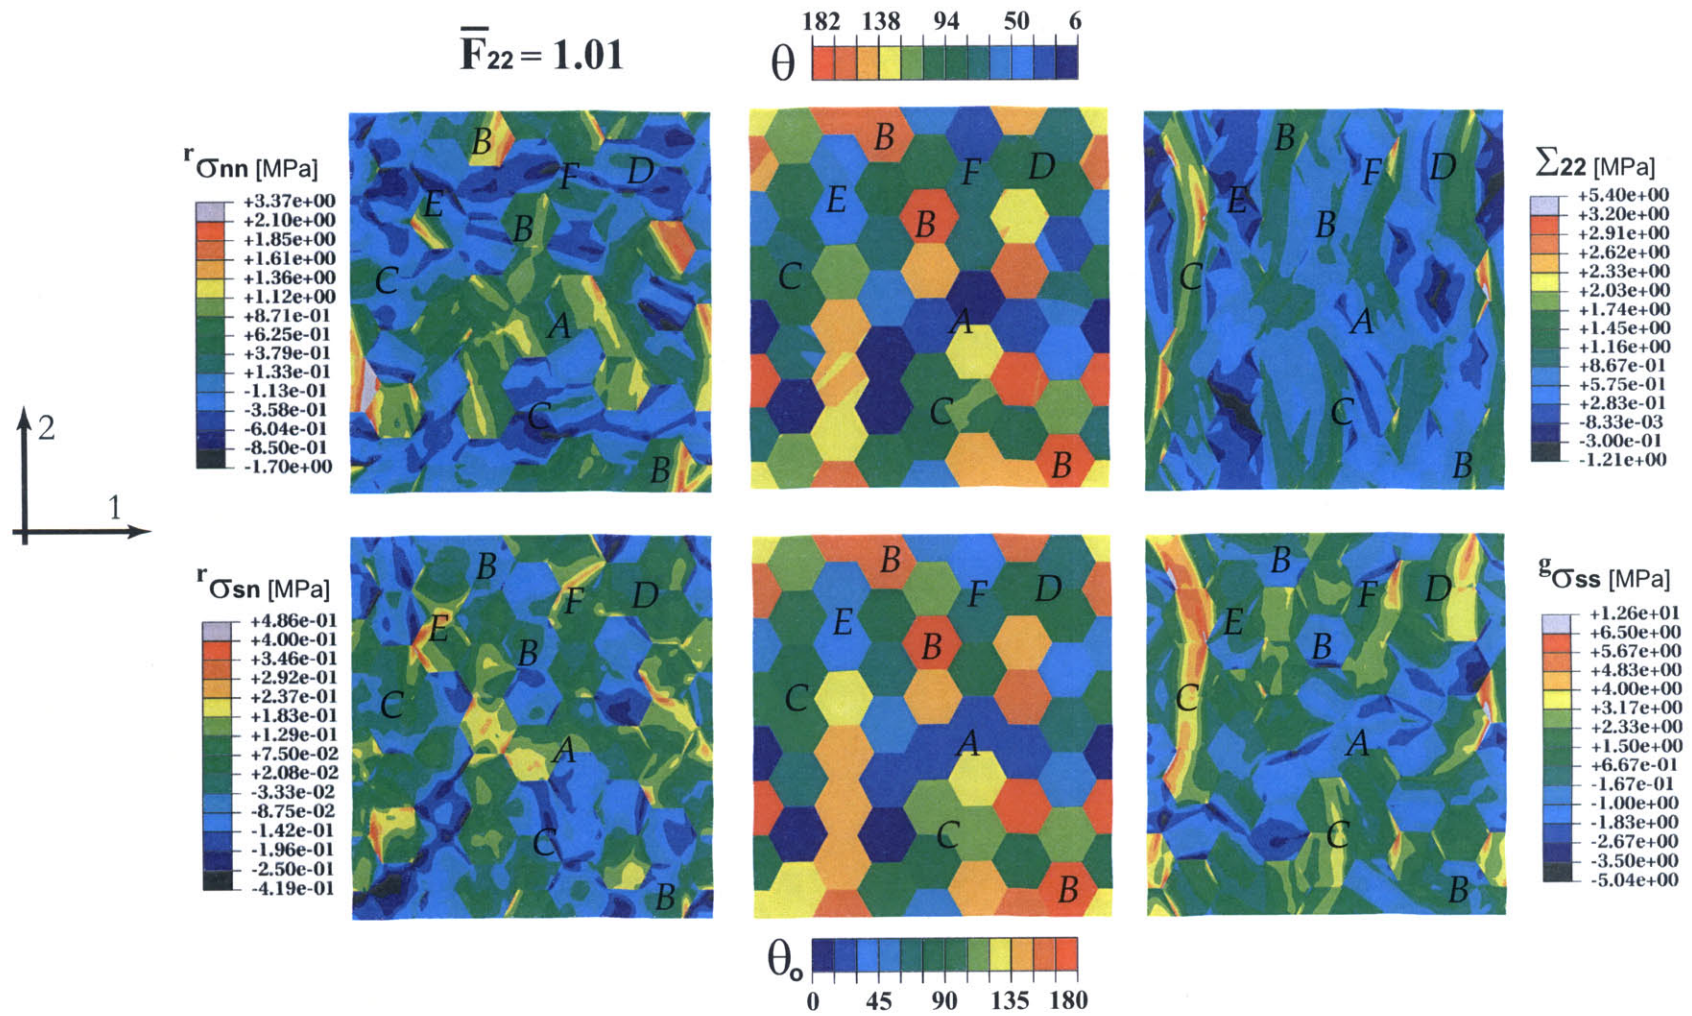 F̅22 = 1.01
θ
182 138 94 50 6
rσnn [MPa]
+3.37e+00
+2.10e+00
+1.85e+00
+1.61e+00
+1.36e+00
+1.12e+00
+8.71e-01
+6.25e-01
+3.79e-01
+1.33e-01
-1.13e-01
-3.58e-01
-6.04e-01
-8.50e-01
-1.70e+00
B
F
D
E
B
C
A
C
B
B
F
D
E
B
C
A
C
B
B
F
D
E
B
C
A
C
B
Σ22 [MPa]
+5.40e+00
+3.20e+00
+2.91e+00
+2.62e+00
+2.33e+00
+2.03e+00
+1.74e+00
+1.45e+00
+1.16e+00
+8.67e-01
+5.75e-01
+2.83e-01
-8.33e-03
-3.00e-01
-1.21e+00
2
1
rσsn [MPa]
+4.86e-01
+4.00e-01
+3.46e-01
+2.92e-01
+2.37e-01
+1.83e-01
+1.29e-01
+7.50e-02
+2.08e-02
-3.33e-02
-8.75e-02
-1.42e-01
-1.96e-01
-2.50e-01
-4.19e-01
B
F
D
E
B
C
A
C
B
B
F
D
E
B
C
A
C
B
B
F
D
E
B
C
A
C
B
gσss [MPa]
+1.26e+01
+6.50e+00
+5.67e+00
+4.83e+00
+4.00e+00
+3.17e+00
+2.33e+00
+1.50e+00
+6.67e-01
-1.67e-01
-1.00e+00
-1.83e+00
-2.67e+00
-3.50e+00
-5.04e+00
θo
0 45 90 135 180